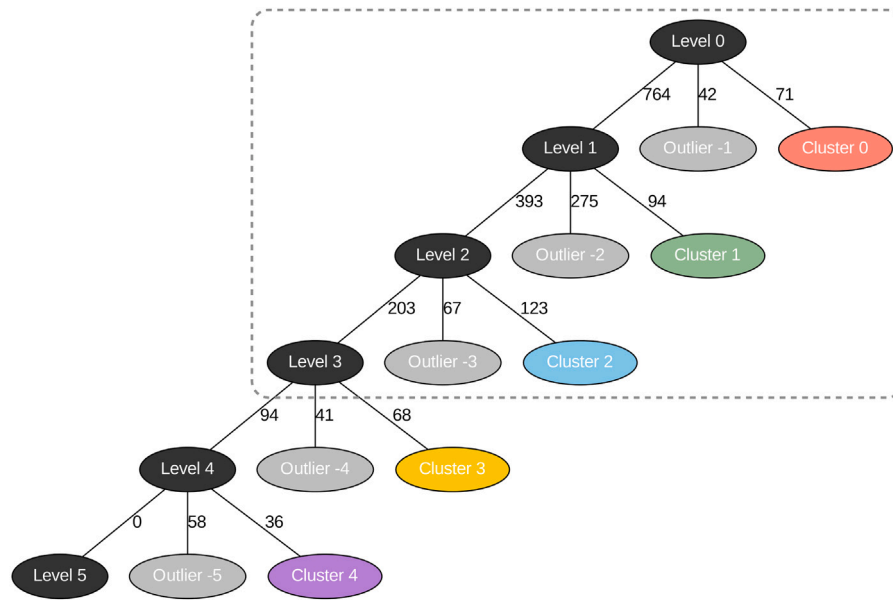 Level 0
764 42 71
Level 1 Outlier -1 Cluster 0
393 275 94
Level 2 Outlier -2 Cluster 1
203 67 123
Level 3 Outlier -3 Cluster 2
94 41 68
Level 4 Outlier -4 Cluster 3
0 58 36
Level 5 Outlier -5 Cluster 4